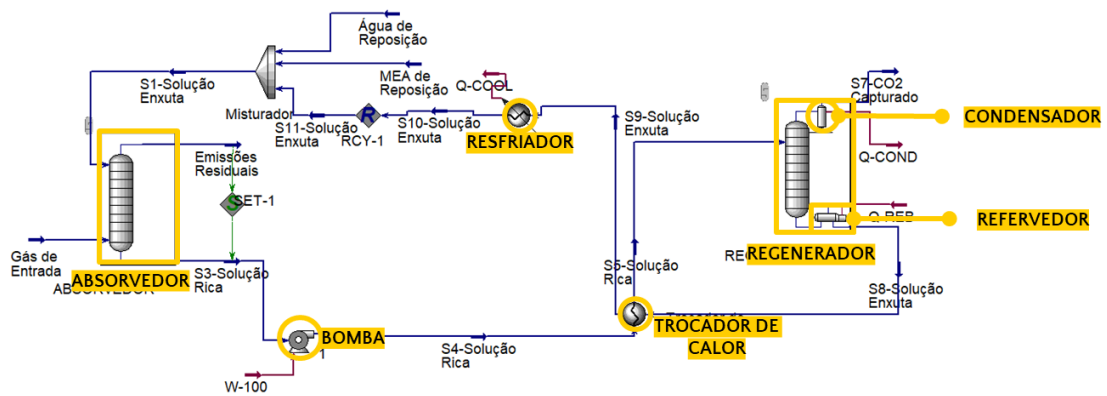 Água de
Reposição
MEA de
Reposição
Q-COOL
S7-CO2
Capturado
S1-Solução
Enxuta
Misturador
S11-Solução
Enxuta
R
RCY-1
S10-Solução
Enxuta
RESFRIADOR
S9-Solução
Enxuta
CONDENSADOR
Q-COND
Emissões
Residuais
S
SET-1
Q-REB
REFERVEDOR
Gás de
Entrada
ABSORVEDOR
ABSORVEDOR
S3-Solução
Rica
S5-Solução
Rica
REGENERADOR
S8-Solução
Enxuta
BOMBA
S4-Solução
Rica
TROCADOR DE
CALOR
W-100